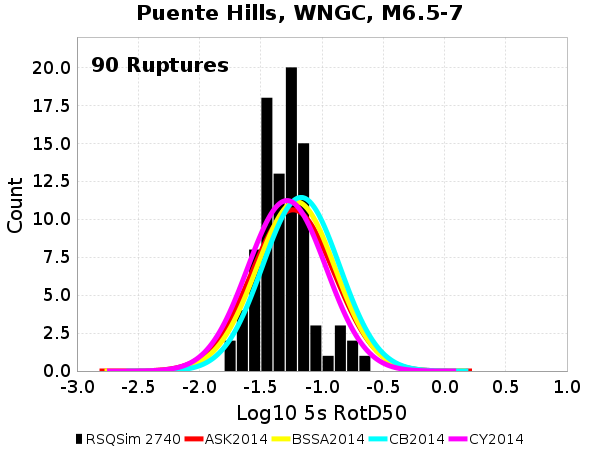 Puente Hills, WNGC, M6.5-7
90 Ruptures
20.0
17.5
15.0
12.5
10.0
7.5
5.0
2.5
0.0
Count
-3.0 -2.5 -2.0 -1.5 -1.0 -0.5 0.0 0.5 1.0
Log10 5s RotD50
RSQSim 2740 ASK2014 BSSA2014 CB2014 CY2014